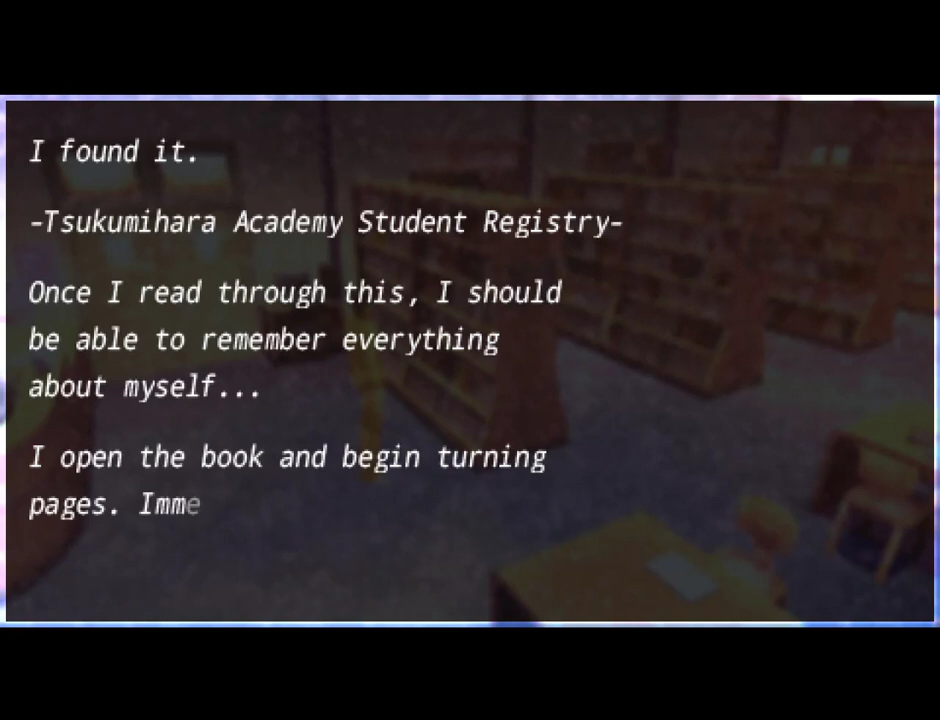 I found it.
-Tsukumihara Academy Student Registry-
Once I read through this, I should
be able to remember everything
about myself...
I open the book and begin turning
pages. Imme